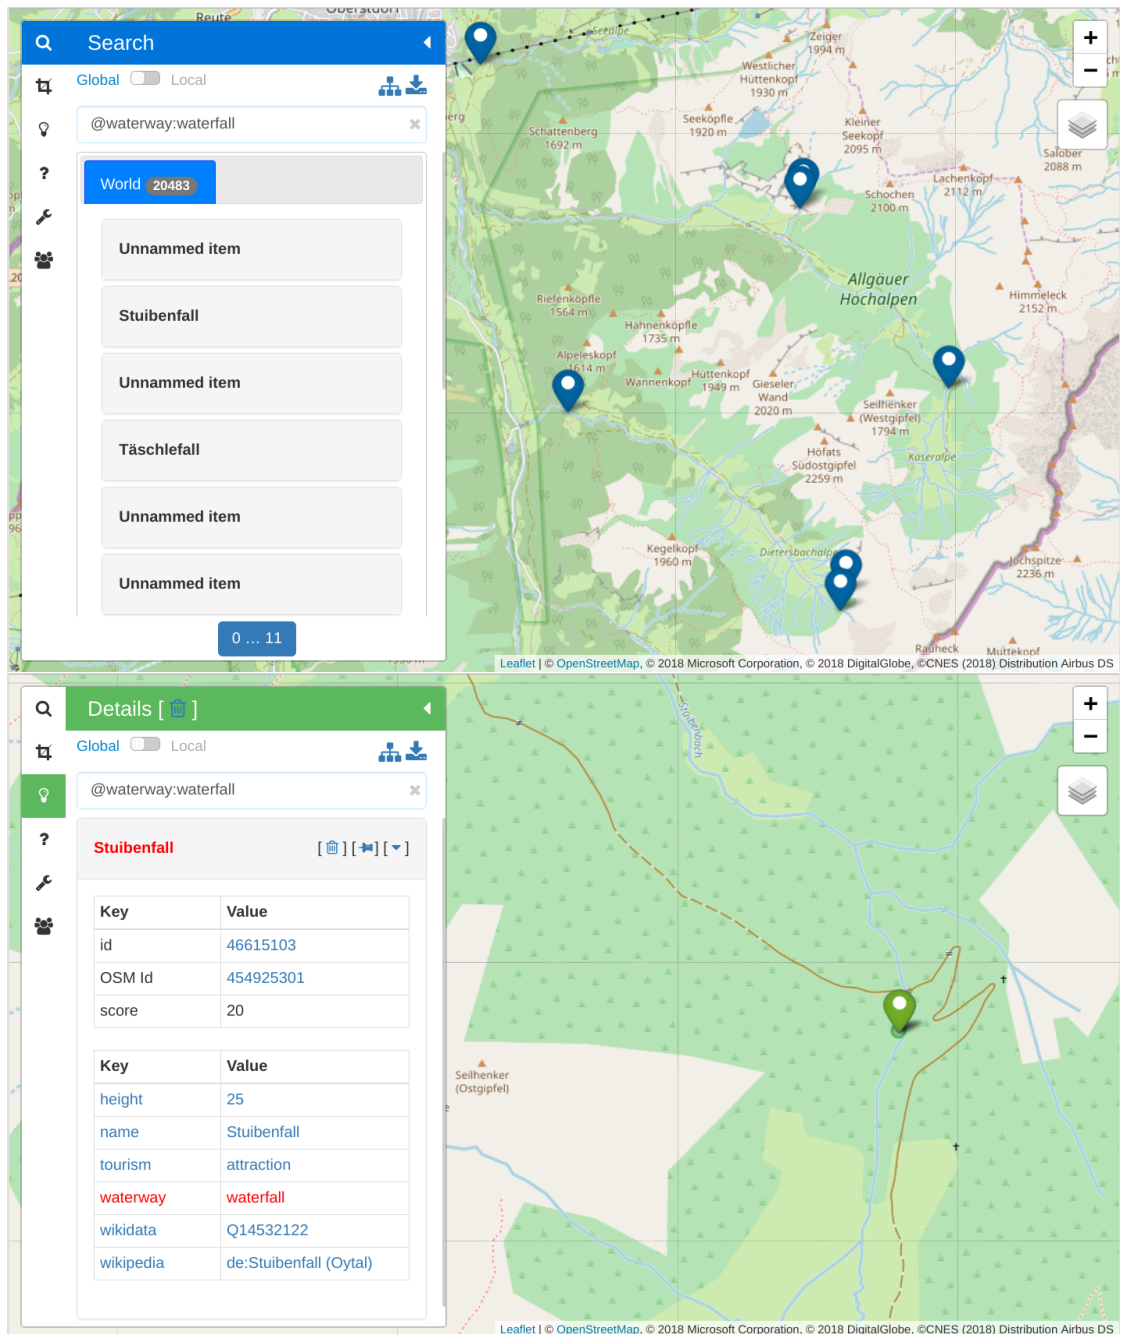 Reute
Oberstdorf
Search
Global Local
@waterway:waterfall
World 20483
Unnammed item
Stuibenfall
Unnammed item
Täschlefall
Unnammed item
Unnammed item
0 … 11
Seealpe
Zeiger
1994 m
Westlicher
Hüttenkopf
1930 m
Schattenberg
1692 m
Seeköpfle
1920 m
Kleiner
Seekopf
2095 m
Salober
2088 m
Lachenkopf
2112 m
Schochen
2100 m
Allgäuer
Hochalpen
Himmeleck
2152 m
Riefenköpfle
1564 m
Hahnenköpfle
1735 m
Alpeleskopf
1614 m
Wannenkopf
Hüttenkopf
1949 m
Gieseler
Wand
2020 m
Seilhenker
(Westgipfel)
1794 m
Höfats
Südostgipfel
2259 m
Käseralpe
Kegelkopf
1960 m
Dietersbachalpe
Jochspitze
2236 m
Rauheck
Muttekopf
+
−
Leaflet | © OpenStreetMap, © 2018 Microsoft Corporation, © 2018 DigitalGlobe, ©CNES (2018) Distribution Airbus DS
Details [ ]
Global Local
@waterway:waterfall
Stuibenfall [ ] [ ] [ ]
Key Value
id 46615103
OSM Id 454925301
score 20
Key Value
height 25
name Stuibenfall
tourism attraction
waterway waterfall
wikidata Q14532122
wikipedia de:Stuibenfall (Oytal)
Stuibenbach
Seilhenker
(Ostgipfel)
+
−
Leaflet | © OpenStreetMap, © 2018 Microsoft Corporation, © 2018 DigitalGlobe, ©CNES (2018) Distribution Airbus DS